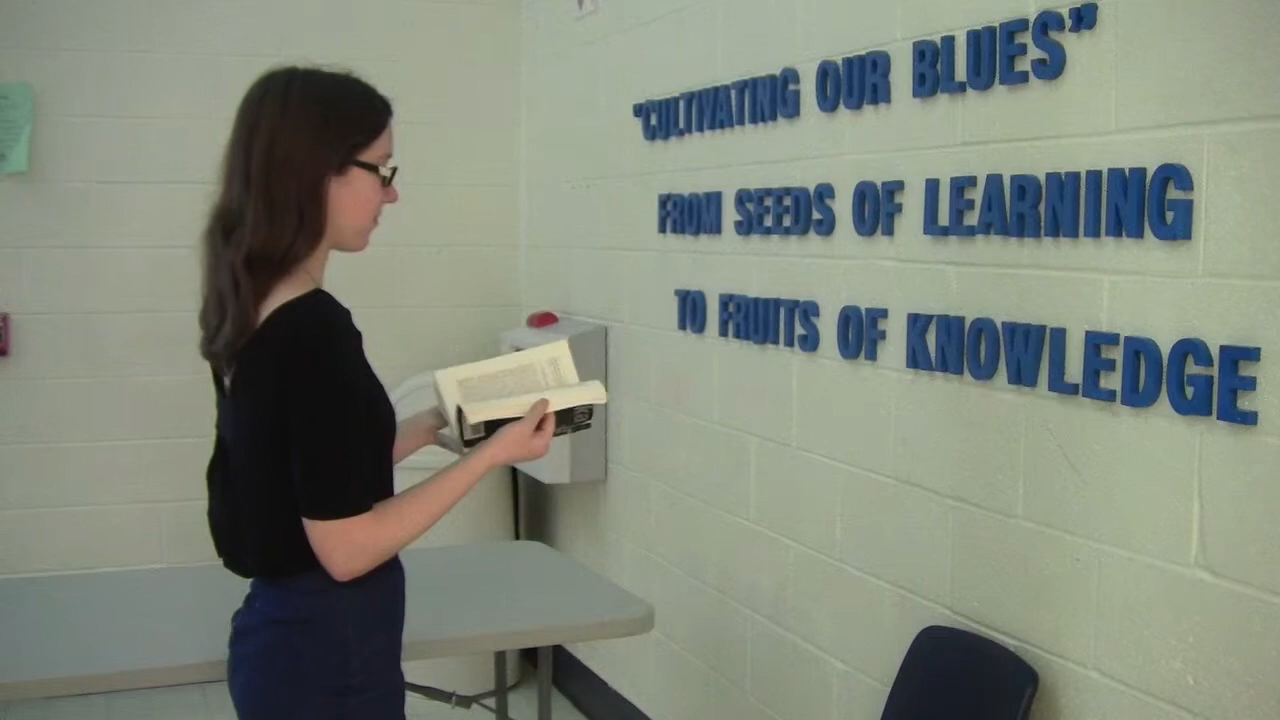 "CULTIVATING OUR BLUES"
FROM SEEDS OF LEARNING
TO FRUITS OF KNOWLEDGE